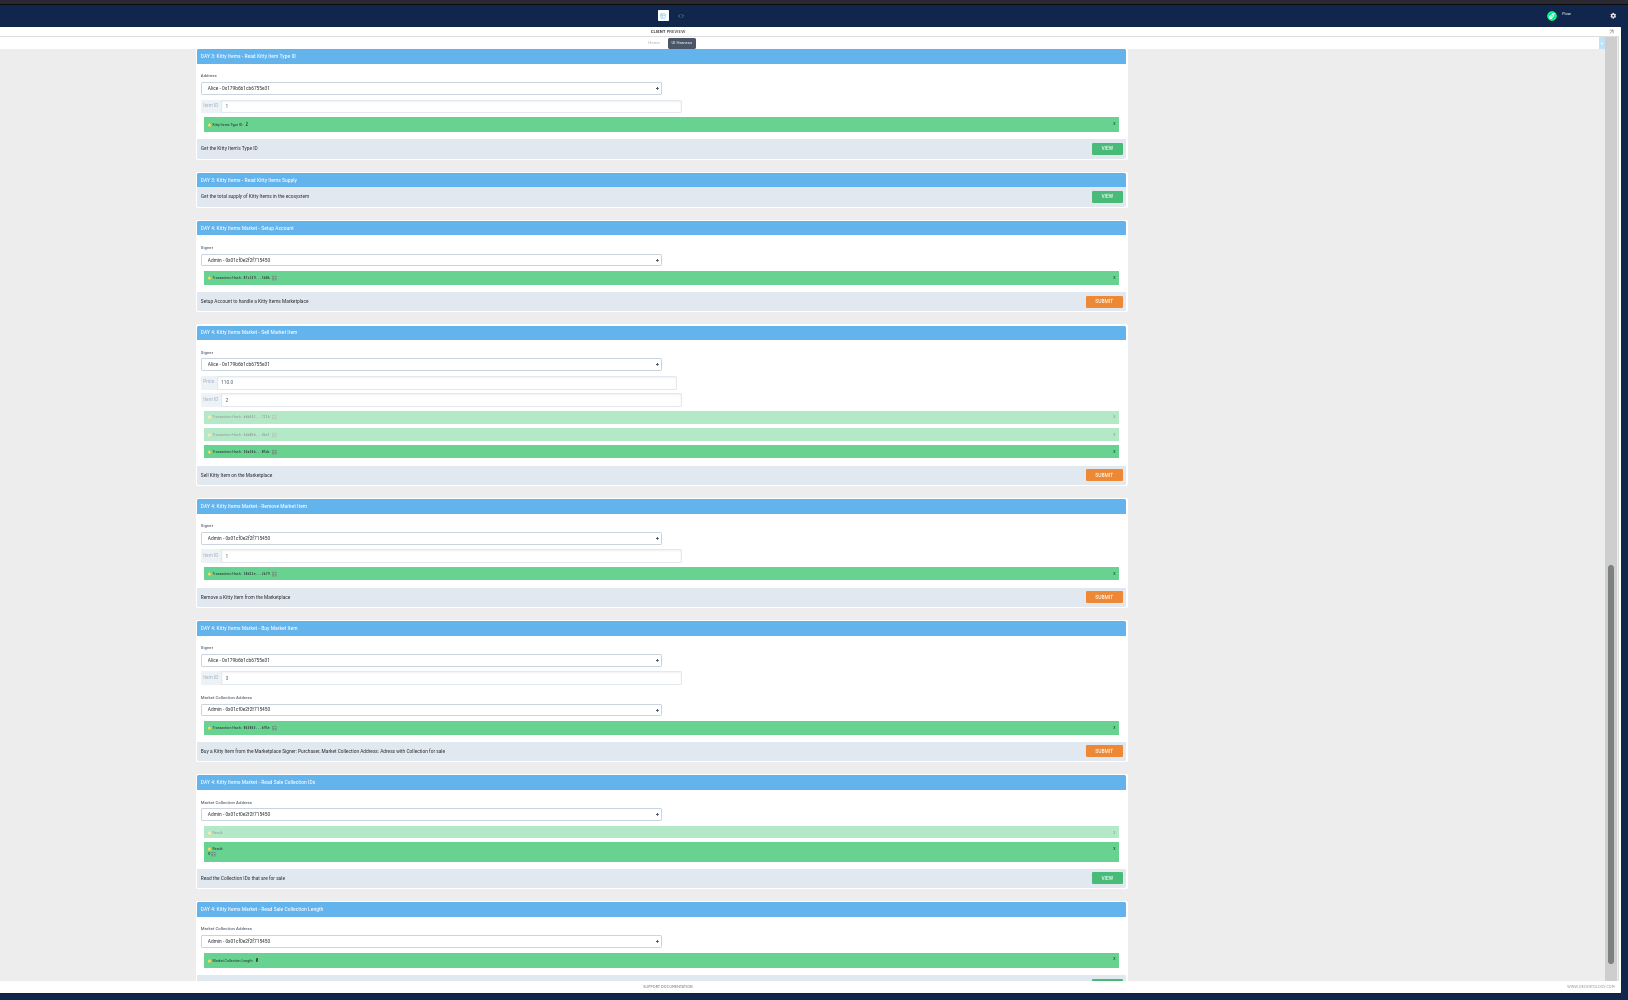 CLIENT PREVIEW
DAY 3: Kitty Items - Read Kitty Item Type ID
Address
Alice - 0x179b6b1cb6755e31
Item ID 1
Kitty Items Type ID: 2
Get the Kitty Item's Type ID
VIEW
DAY 3: Kitty Items - Read Kitty Items Supply
Get the total supply of Kitty Items in the ecosystem
VIEW
DAY 4: Kitty Items Market - Setup Account
Signer
Admin - 0x01cf0e2f2f715450
Transaction Hash:
Setup Account to handle a Kitty Items Marketplace
SUBMIT
DAY 4: Kitty Items Market - Sell Market Item
Signer
Alice - 0x179b6b1cb6755e31
Price 110.0
Item ID 2
Transaction Hash:
Transaction Hash:
Transaction Hash:
Sell Kitty Item on the Marketplace
SUBMIT
DAY 4: Kitty Items Market - Remove Market Item
Signer
Admin - 0x01cf0e2f2f715450
Item ID 1
Transaction Hash:
Remove a Kitty Item from the Marketplace
SUBMIT
DAY 4: Kitty Items Market - Buy Market Item
Signer
Alice - 0x179b6b1cb6755e31
Item ID 0
Market Collection Address
Admin - 0x01cf0e2f2f715450
Transaction Hash:
Buy a Kitty Item from the Marketplace Signer: Purchaser; Market Collection Address: Adress with Collection for sale
SUBMIT
DAY 4: Kitty Items Market - Read Sale Collection IDs
Market Collection Address
Admin - 0x01cf0e2f2f715450
Result:
Result:
Read the Collection IDs that are for sale
VIEW
DAY 4: Kitty Items Market - Read Sale Collection Length
Market Collection Address
Admin - 0x01cf0e2f2f715450
Market Collection Length:
SUPPORT DOCUMENTATION